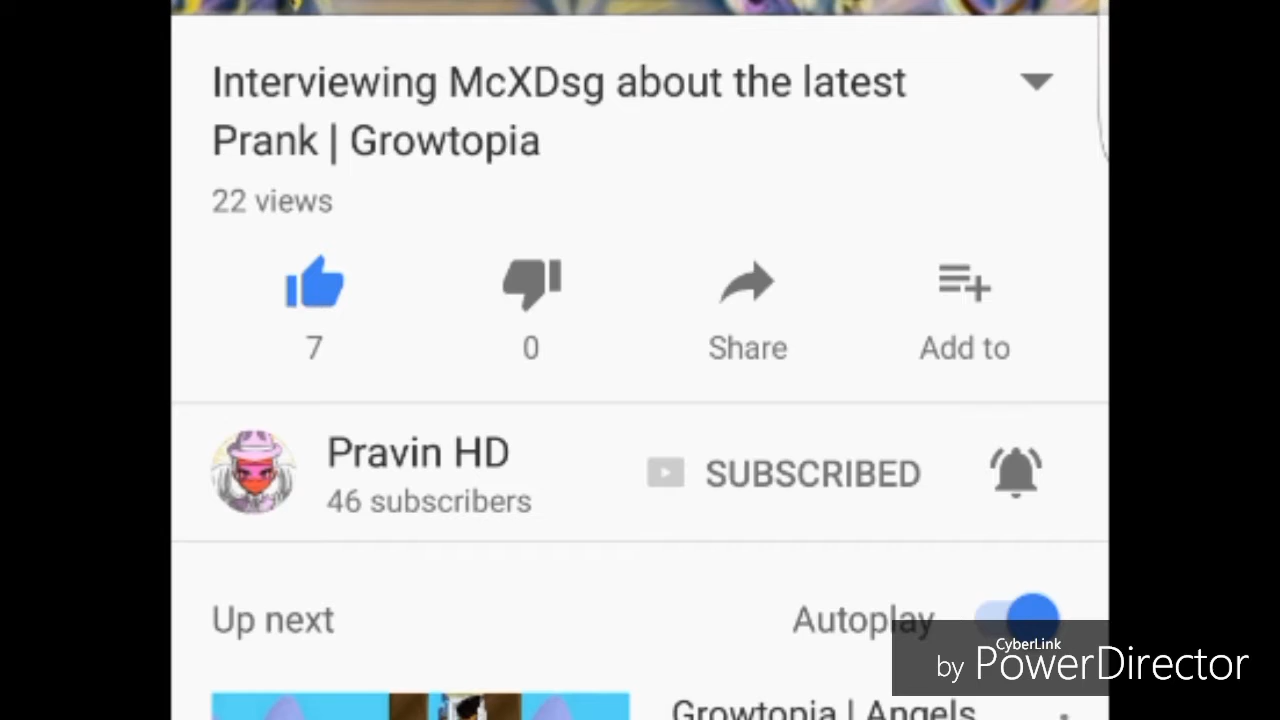 Interviewing McXDsg about the latest
Prank | Growtopia
22 views
7
0
Share
Add to
Pravin HD
46 subscribers
SUBSCRIBED
Up next
Autoplay
CyberLink
by PowerDirector
Growtopia | Angels